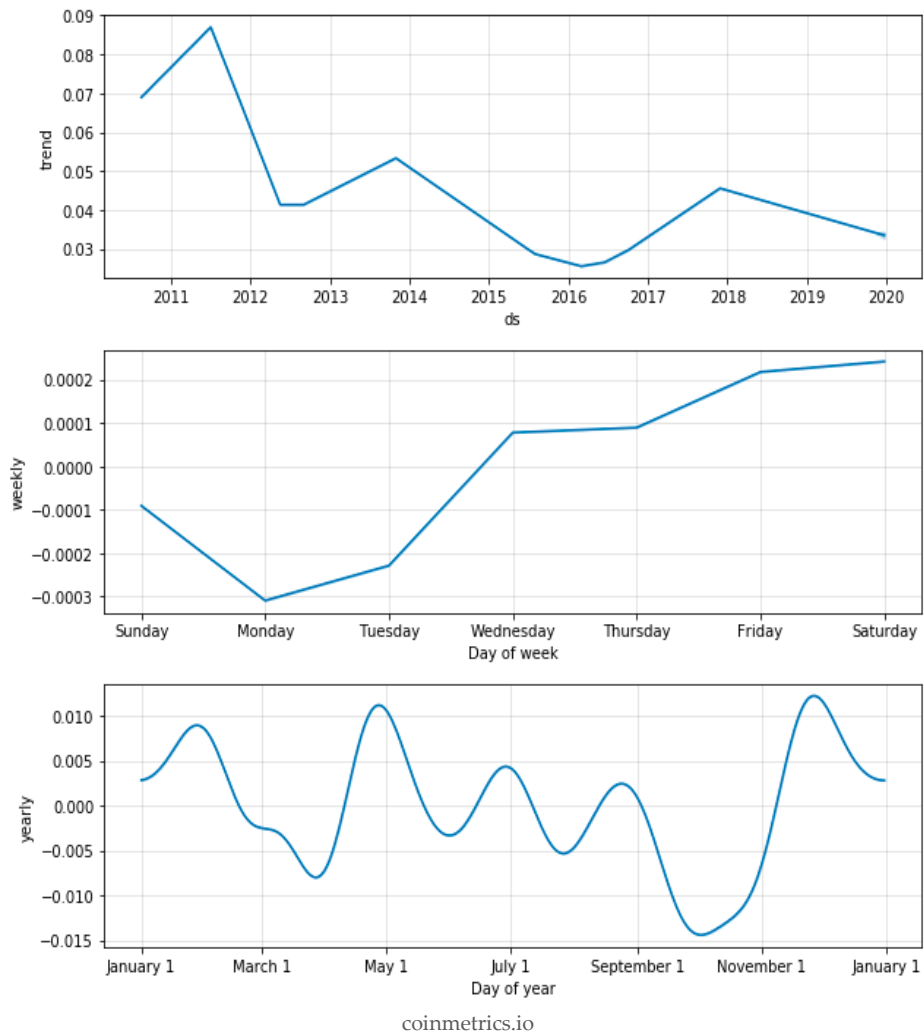 0.09
0.08
0.07
0.06
0.05
0.04
0.03
trend
2011 2012 2013 2014 2015 2016 2017 2018 2019 2020
ds
0.0002
0.0001
0.0000
−0.0001
−0.0002
−0.0003
weekly
Sunday Monday Tuesday Wednesday Thursday Friday Saturday
Day of week
0.010
0.005
0.000
−0.005
−0.010
−0.015
yearly
January 1 March 1 May 1 July 1 September 1 November 1 January 1
Day of year
coinmetrics.io